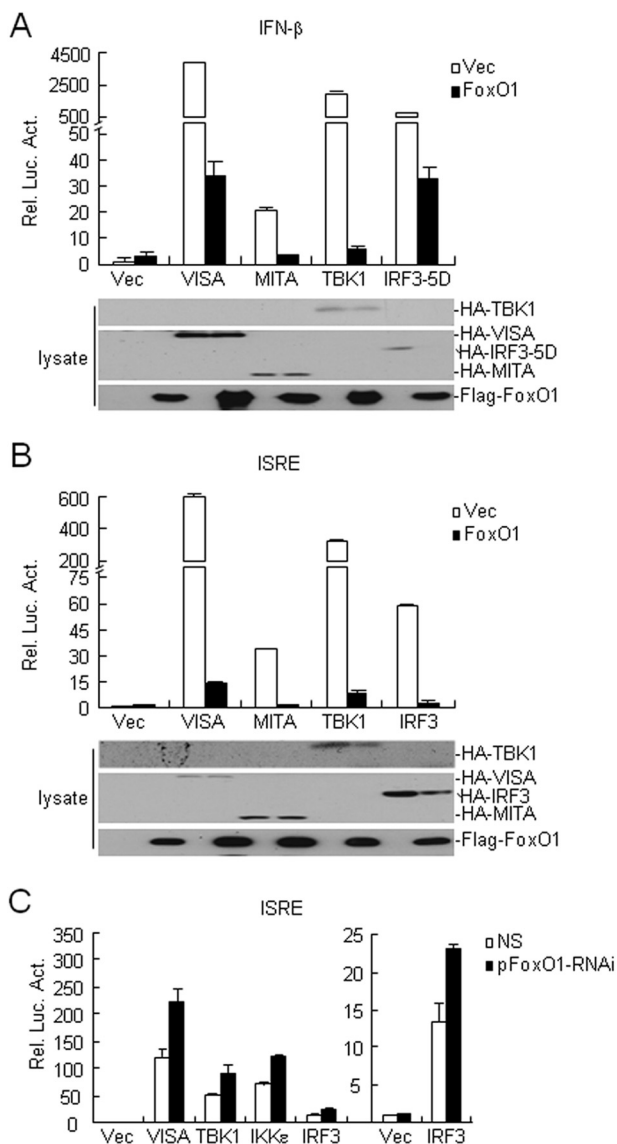 A
IFN-β
4500
2500
500
50
40
30
20
10
0
Rel. Luc. Act.
Vec
FoxO1
Vec VISA MITA TBK1 IRF3-5D
lysate
-HA-TBK1
-HA-VISA
HA-IRF3-5D
-HA-MITA
-Flag-FoxO1
B
ISRE
600
400
200
75
60
45
30
15
0
Rel. Luc. Act.
Vec
FoxO1
Vec VISA MITA TBK1 IRF3
lysate
-HA-TBK1
-HA-VISA
HA-IRF3
-HA-MITA
-Flag-FoxO1
C
ISRE
350
300
250
200
150
100
50
0
Rel. Luc. Act.
Vec VISA TBK1 IKKε IRF3
25
20
15
10
5
Vec IRF3
NS
pFoxO1-RNAi